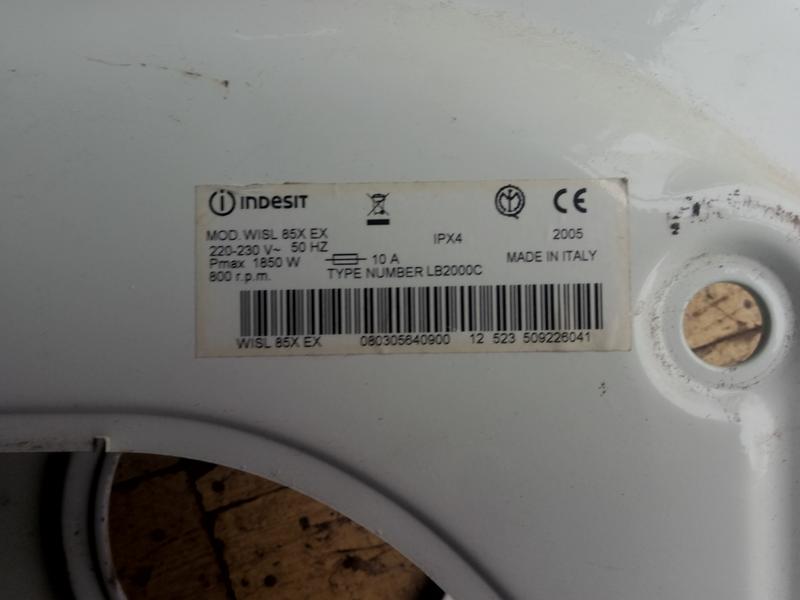 INDESIT
CE
MOD. WISL 85X EX
IPX4
2005
220-230 V~ 50 HZ
Pmax 1850 W
10 A
MADE IN ITALY
800 r.p.m.
TYPE NUMBER LB2000C
WISL 85X EX 080305640900 12 523 509226041